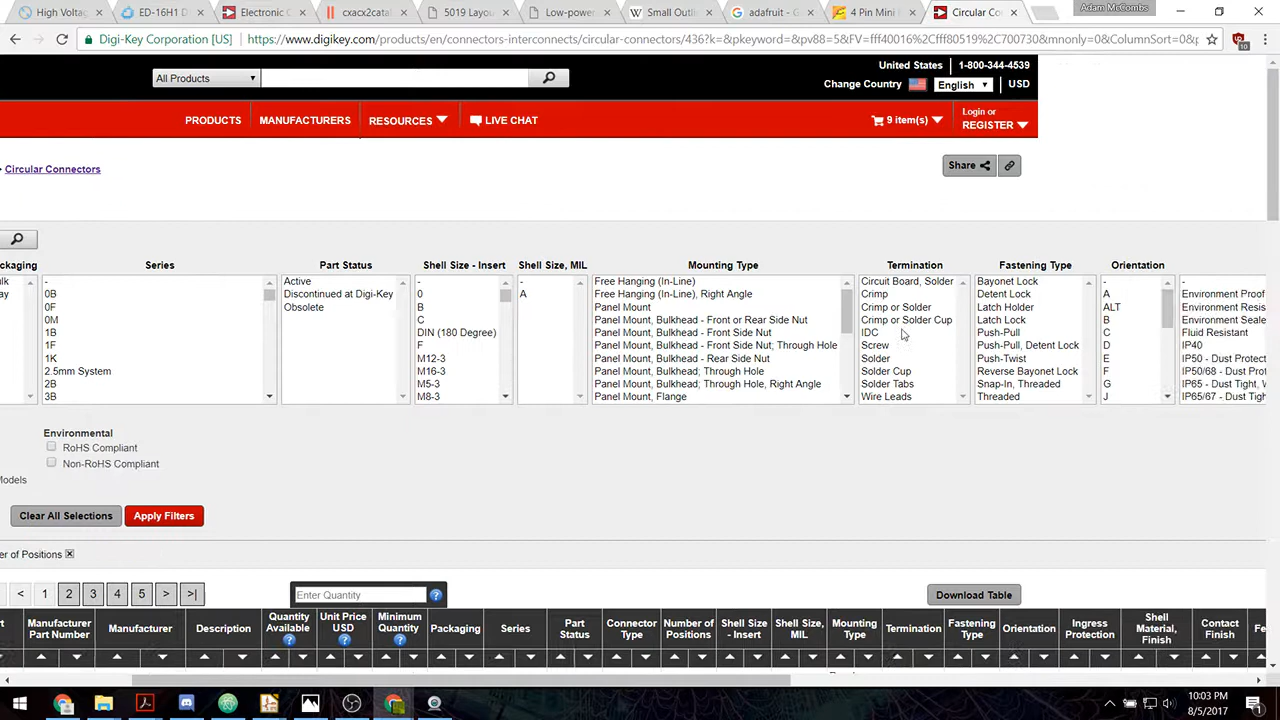 High Voltag
ED-16H1 D
Electronic C
cxacx2catal
5019 Layou
Low-power
Small Outli
adafruit - G
4 Pin Mini
Circular Co
Adam McCombs
Digi-Key Corporation [US]
https://www.digikey.com/products/en/connectors-interconnects/circular-connectors/436?k=&pkeyword=&pv88=5&FV=fff40016%2Cfff80519%2C700730&mnonly=0&ColumnSort=0&p
10
United States
1-800-344-4539
All Products
Change Country
English
USD
PRODUCTS
MANUFACTURERS
RESOURCES
LIVE CHAT
9 item(s)
Login or
REGISTER
Circular Connectors
Share
ckaging
Series
Part Status
Shell Size - Insert
Shell Size, MIL
Mounting Type
Termination
Fastening Type
Orientation
ulk
ay
-
0B
0F
0M
1B
1F
1K
2.5mm System
2B
3B
Active
Discontinued at Digi-Key
Obsolete
-
0
B
C
DIN (180 Degree)
F
M12-3
M16-3
M5-3
M8-3
-
A
Free Hanging (In-Line)
Free Hanging (In-Line), Right Angle
Panel Mount
Panel Mount, Bulkhead - Front or Rear Side Nut
Panel Mount, Bulkhead - Front Side Nut
Panel Mount, Bulkhead - Front Side Nut; Through Hole
Panel Mount, Bulkhead - Rear Side Nut
Panel Mount, Bulkhead; Through Hole
Panel Mount, Bulkhead; Through Hole, Right Angle
Panel Mount, Flange
Circuit Board, Solder
Crimp
Crimp or Solder
Crimp or Solder Cup
IDC
Screw
Solder
Solder Cup
Solder Tabs
Wire Leads
Bayonet Lock
Detent Lock
Latch Holder
Latch Lock
Push-Pull
Push-Pull, Detent Lock
Push-Twist
Reverse Bayonet Lock
Snap-In, Threaded
Threaded
-
A
ALT
B
C
D
E
F
G
J
-
Environment Proof
Environment Resis
Environment Seale
Fluid Resistant
IP40
IP50 - Dust Protec
IP50/68 - Dust Pro
IP65 - Dust Tight, W
IP65/67 - Dust Tigh
Environmental
RoHS Compliant
Non-RoHS Compliant
Models
Clear All Selections
Apply Filters
er of Positions
< 1 2 3 4 5 > >|
Enter Quantity
Download Table
rt
Manufacturer
Part Number
Manufacturer
Description
Quantity
Available
Unit Price
USD
Minimum
Quantity
Packaging
Series
Part
Status
Connector
Type
Number of
Positions
Shell Size
- Insert
Shell Size,
MIL
Mounting
Type
Termination
Fastening
Type
Orientation
Ingress
Protection
Shell
Material,
Finish
Contact
Finish
Fe
10:03 PM
8/5/2017